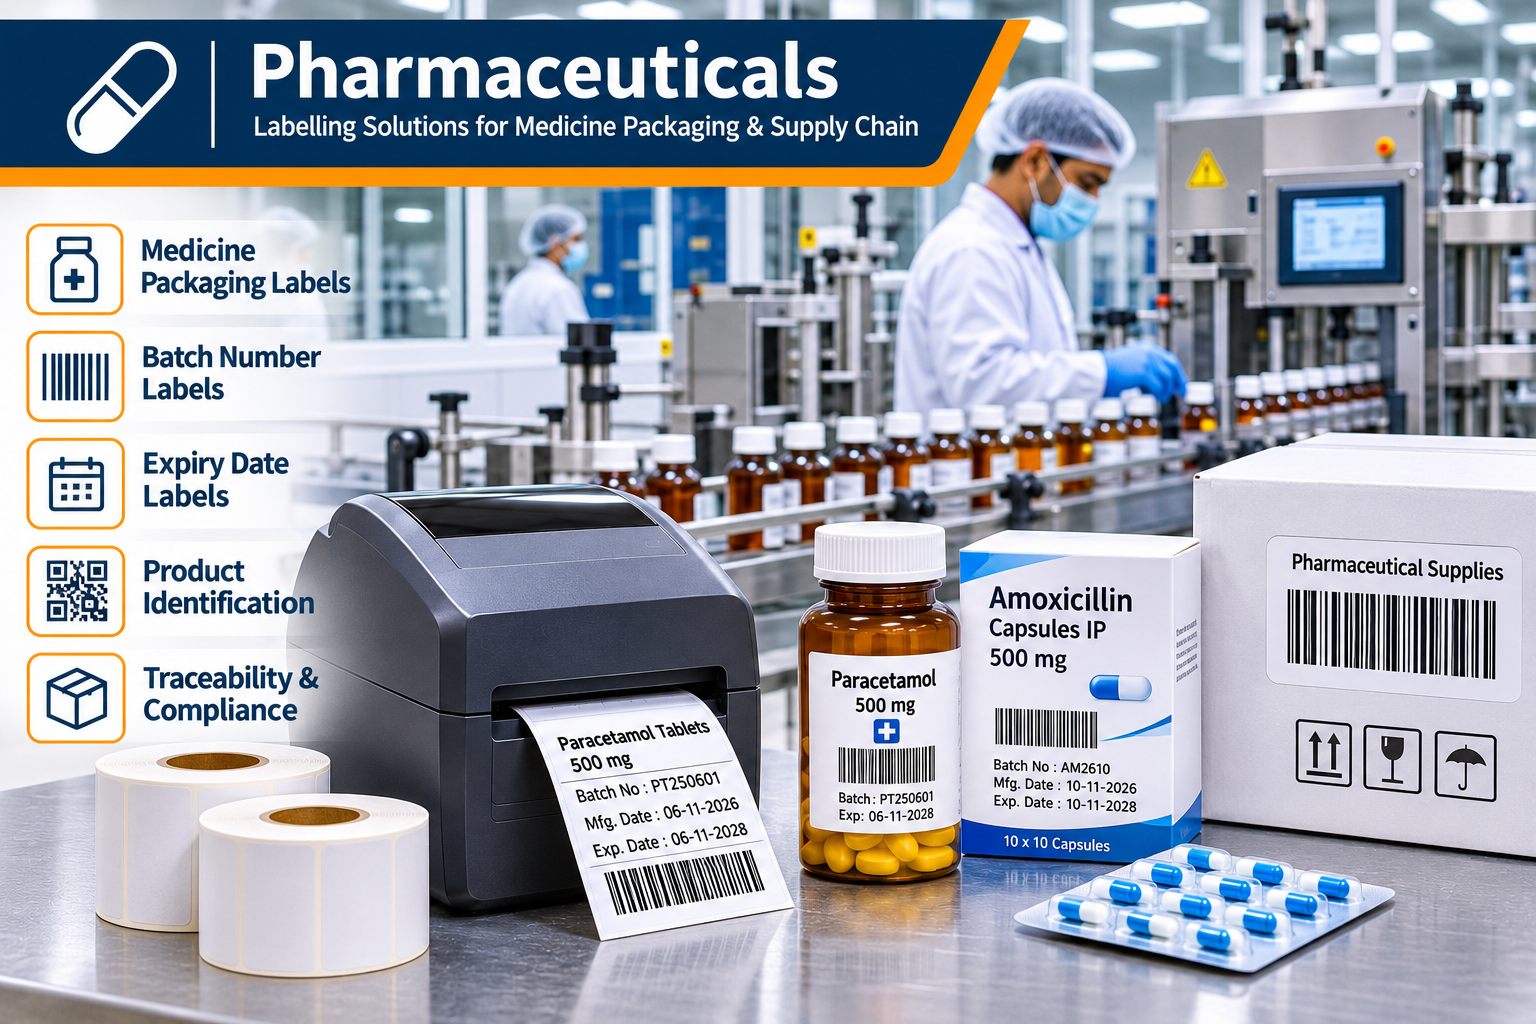 Pharmaceuticals
Labelling Solutions for Medicine Packaging & Supply Chain
Medicine
Packaging Labels
Batch Number
Labels
Expiry Date
Labels
Product
Identification
Traceability &
Compliance
Paracetamol Tablets
500 mg
Batch No : PT250601
Mfg. Date : 06-11-2026
Exp. Date : 06-11-2028
Paracetamol
500 mg
Batch : PT250601
Exp: 06-11-2028
Amoxicillin
Capsules IP
500 mg
Batch No : AM2610
Mfg. Date : 10-11-2026
Exp. Date : 10-11-2028
10 x 10 Capsules
Pharmaceutical Supplies